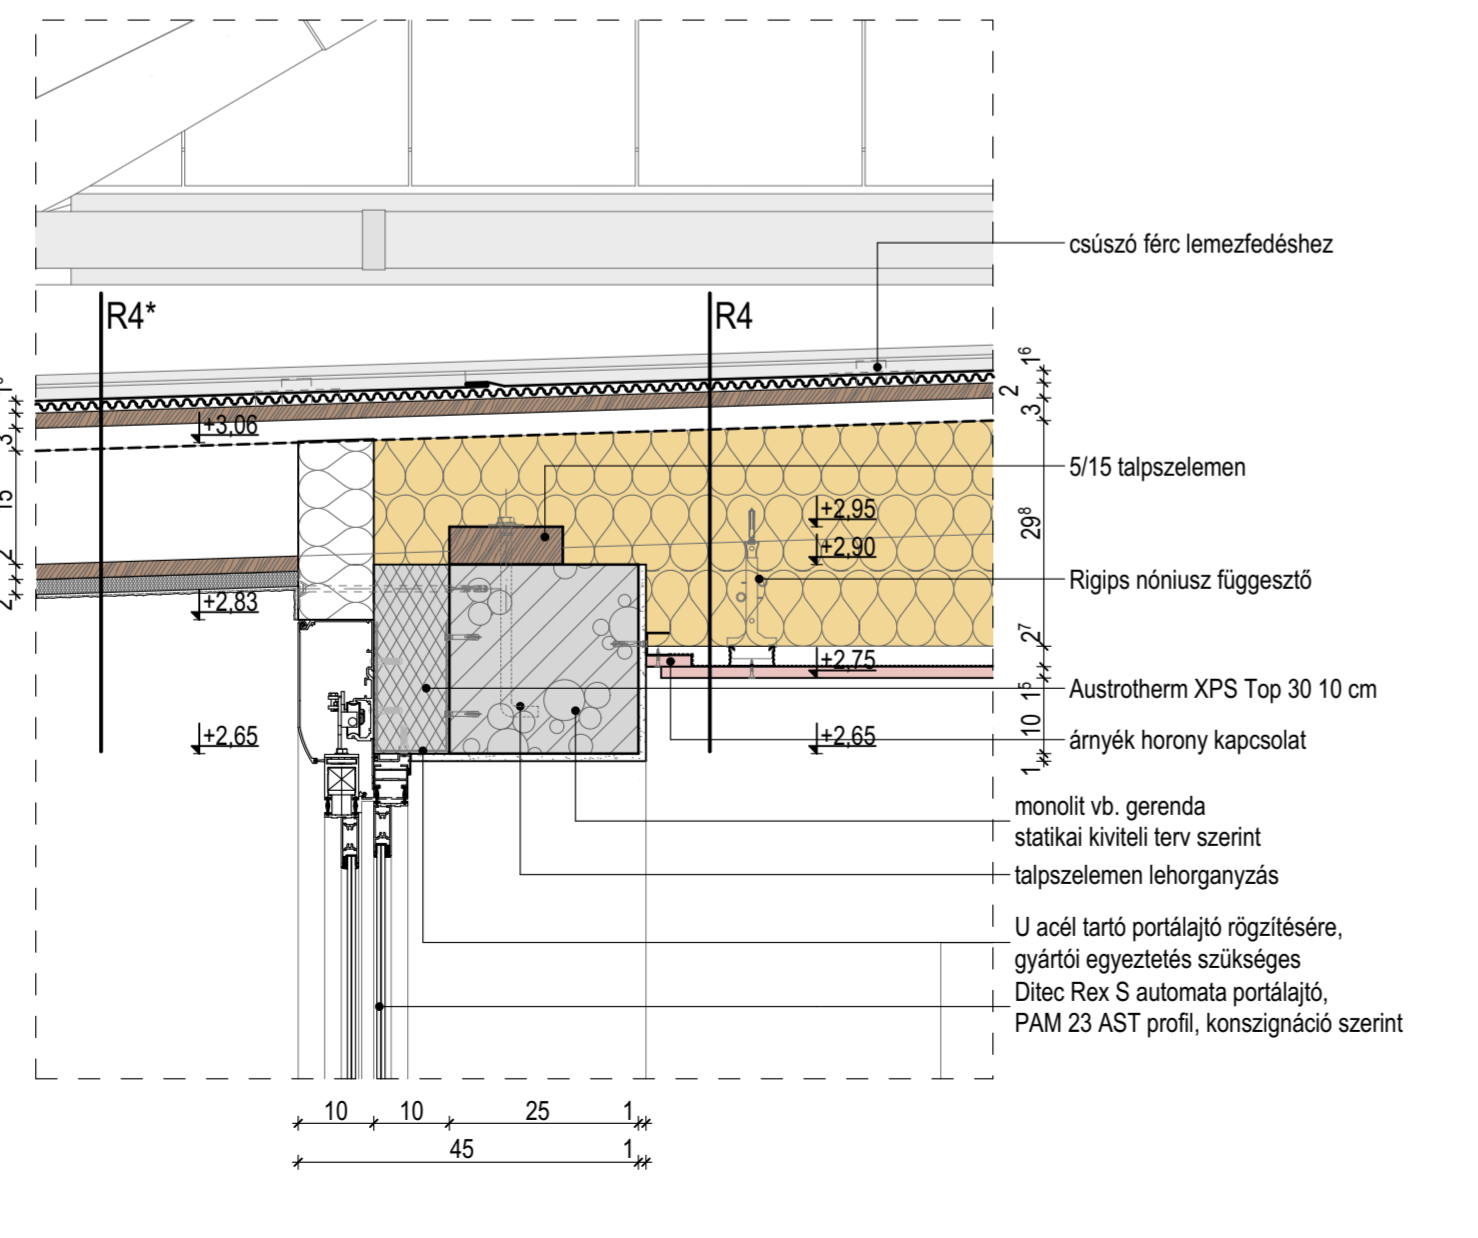 csúszó férc lemezfedéshez
R4*
R4
1⁶
2
3
3
+3,06
5/15 talpszelemen
15
+2,95
29⁸
+2,90
2
Rigips nóniusz függesztő
2
+2,83
2⁷
+2,75
1⁵
Austrotherm XPS Top 30 10 cm
10
+2,65
+2,65
árnyék horony kapcsolat
1
monolit vb. gerenda
statikai kiviteli terv szerint
talpszelemen lehorganyzás
U acél tartó portálajtó rögzítésére,
gyártói egyeztetés szükséges
Ditec Rex S automata portálajtó,
PAM 23 AST profil, konszignáció szerint
10 10 25 1
45 1